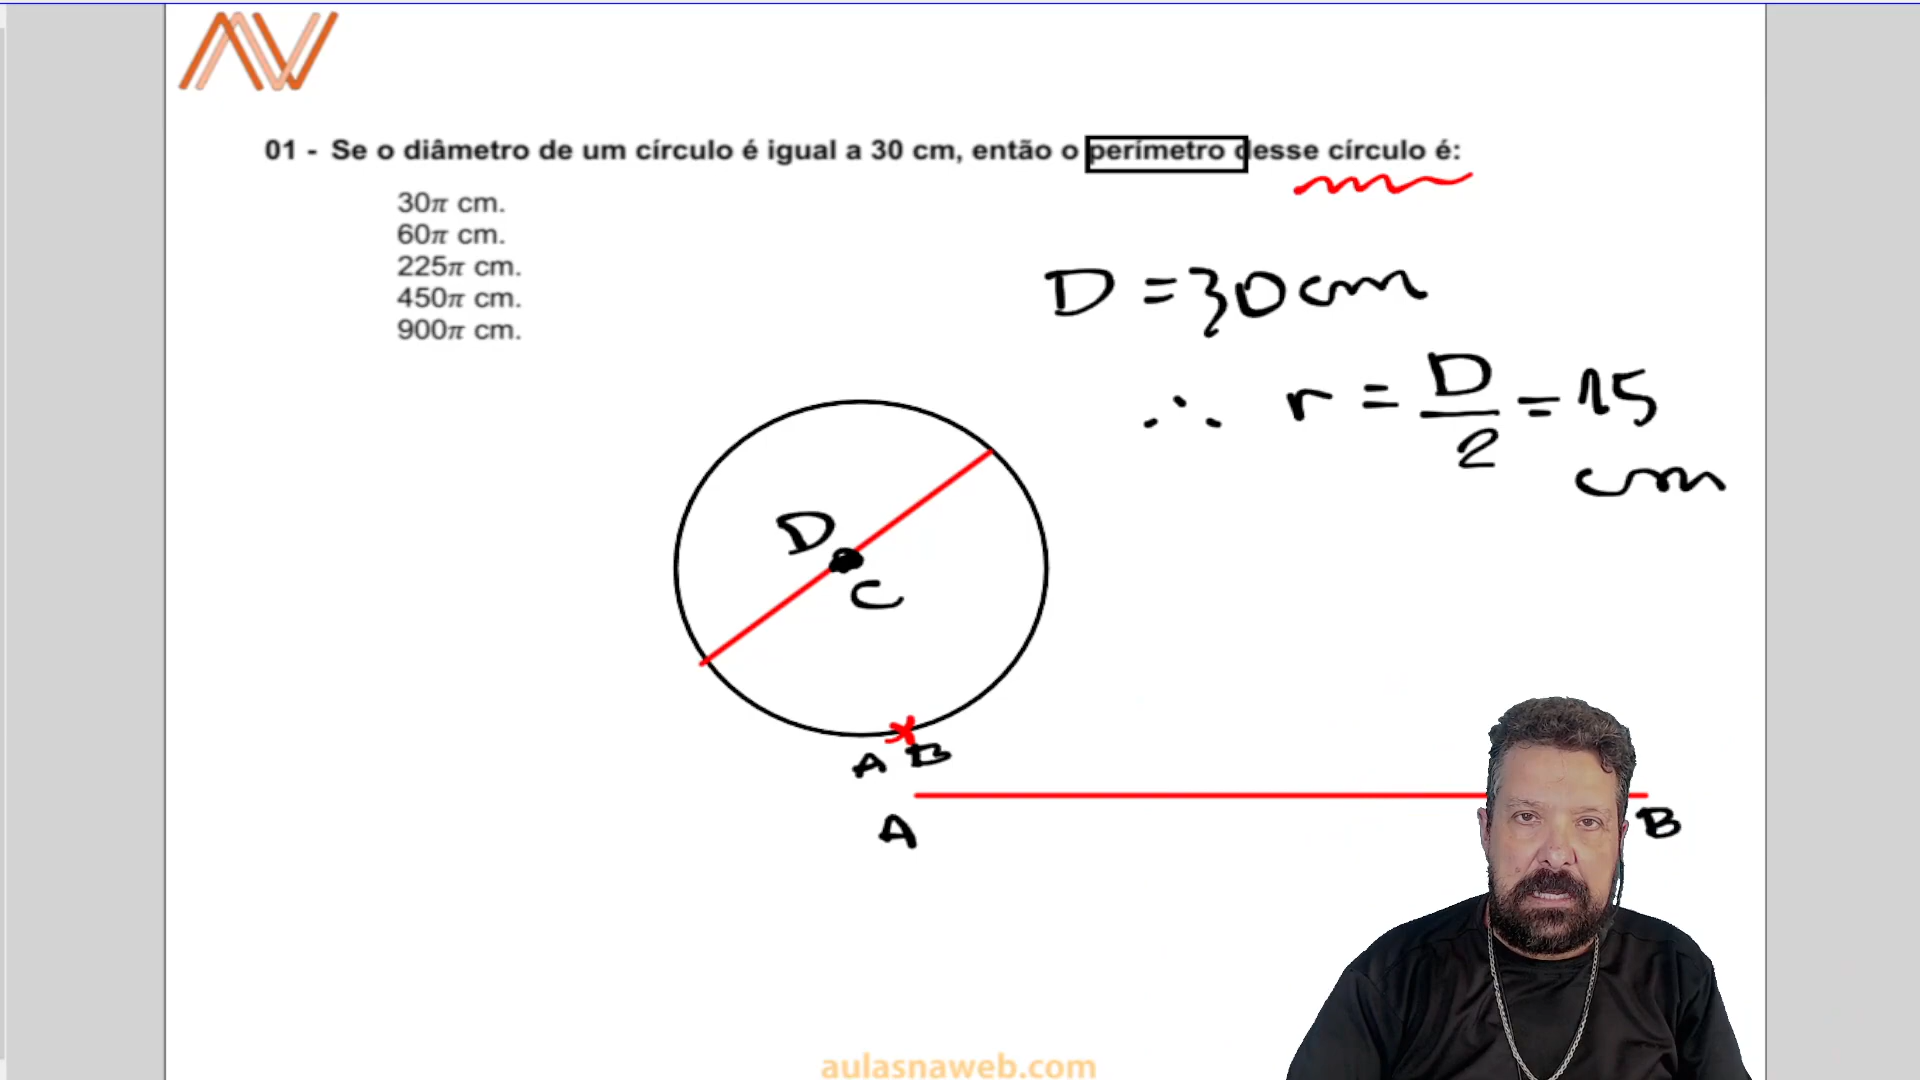 01 - Se o diâmetro de um círculo é igual a 30 cm, então o perímetro desse círculo é:
30π cm.
60π cm.
225π cm.
450π cm.
900π cm.
D = 30 cm
∴ r = D/2 = 15
cm
D
C
A B
A B
aulasnaweb.com